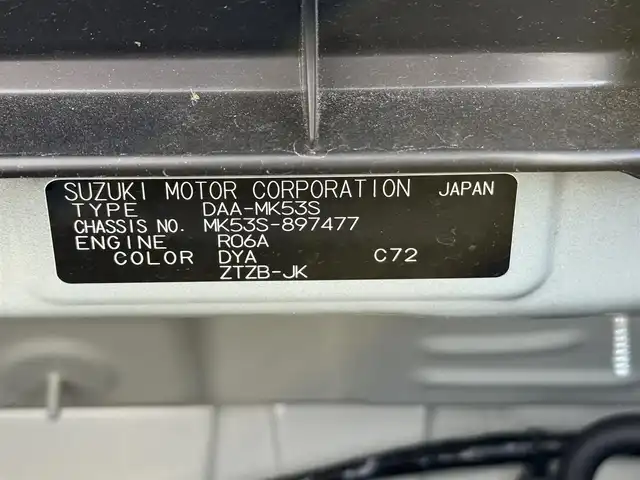 SUZUKI MOTOR CORPORATION JAPAN
TYPE DAA-MK53S
CHASSIS NO. MK53S-897477
ENGINE R06A
COLOR DYA C72
ZTZB-JK